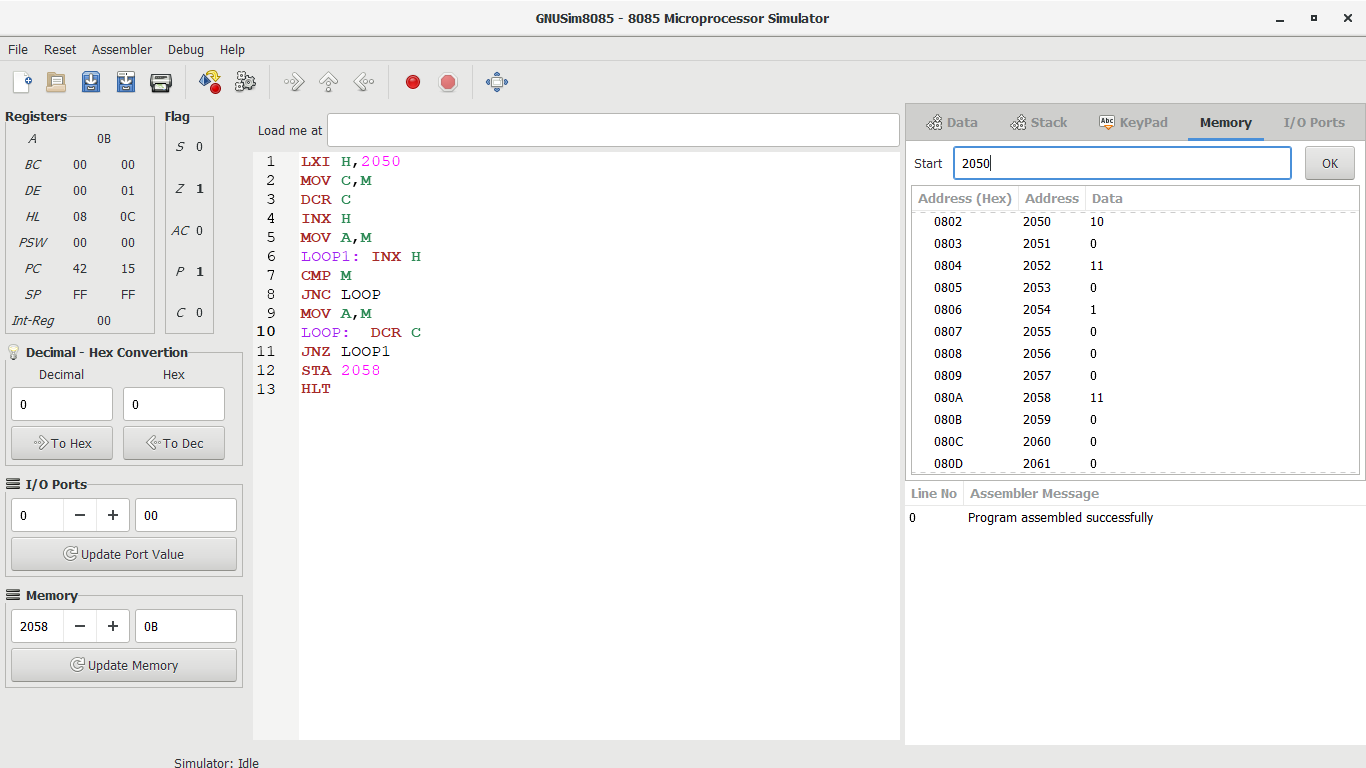 GNUSim8085 - 8085 Microprocessor Simulator
File Reset Assembler Debug Help
Registers
A 0B
BC 00 00
DE 00 01
HL 08 0C
PSW 00 00
PC 42 15
SP FF FF
Int-Reg 00
Flag
S 0
Z 1
AC 0
P 1
C 0
Decimal - Hex Convertion
Decimal Hex
0 0
To Hex To Dec
I/O Ports
0 − + 00
Update Port Value
Memory
2058 − + 0B
Update Memory
Load me at
1 LXI H,2050
2 MOV C,M
3 DCR C
4 INX H
5 MOV A,M
6 LOOP1: INX H
7 CMP M
8 JNC LOOP
9 MOV A,M
10 LOOP: DCR C
11 JNZ LOOP1
12 STA 2058
13 HLT
Data Stack Abc KeyPad Memory I/O Ports
Start 2050 OK
Address (Hex) Address Data
0802 2050 10
0803 2051 0
0804 2052 11
0805 2053 0
0806 2054 1
0807 2055 0
0808 2056 0
0809 2057 0
080A 2058 11
080B 2059 0
080C 2060 0
080D 2061 0
Line No Assembler Message
0 Program assembled successfully
Simulator: Idle